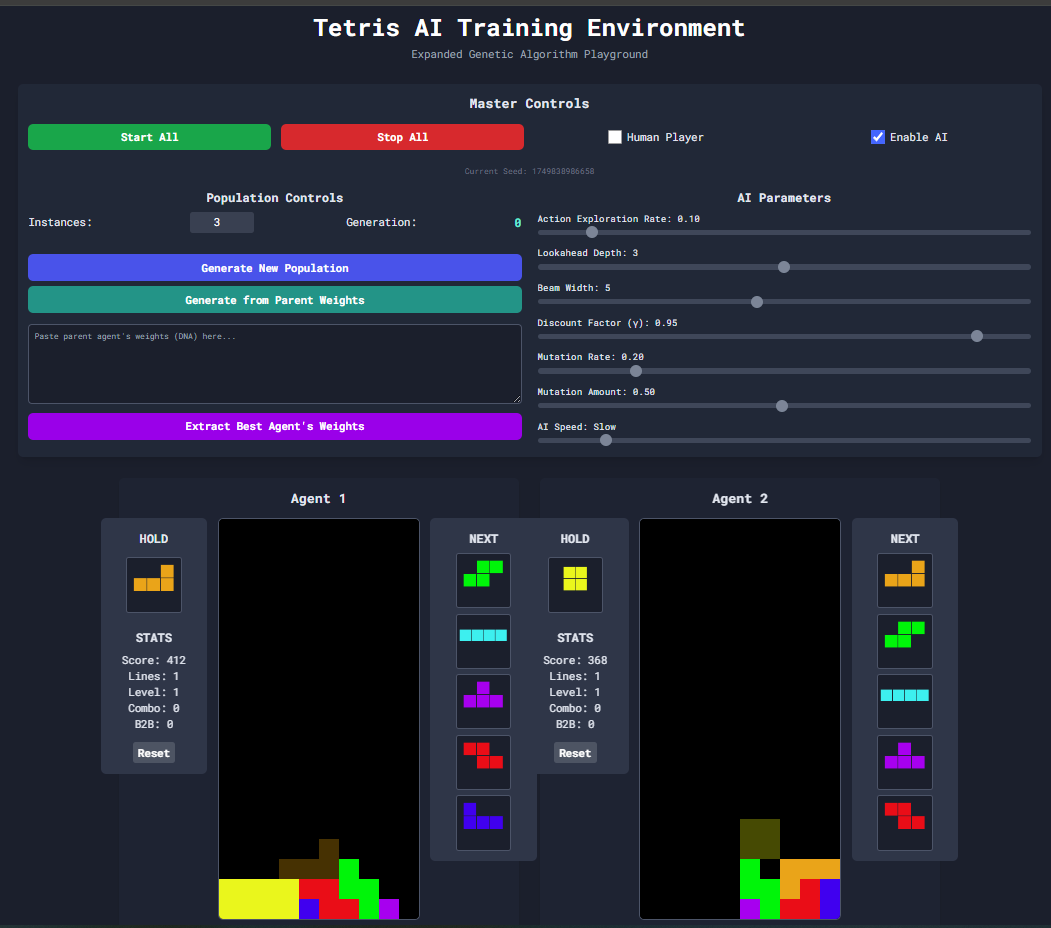 Tetris AI Training Environment
Expanded Genetic Algorithm Playground
Master Controls
Start All
Stop All
Human Player
Enable AI
Current Seed: 1749838986658
Population Controls
Instances: 3 Generation: 0
Generate New Population
Generate from Parent Weights
Paste parent agent's weights (DNA) here...
Extract Best Agent's Weights
AI Parameters
Action Exploration Rate: 0.10
Lookahead Depth: 3
Beam Width: 5
Discount Factor (γ): 0.95
Mutation Rate: 0.20
Mutation Amount: 0.50
AI Speed: Slow
Agent 1
HOLD
STATS
Score: 412
Lines: 1
Level: 1
Combo: 0
B2B: 0
Reset
NEXT
Agent 2
HOLD
STATS
Score: 368
Lines: 1
Level: 1
Combo: 0
B2B: 0
Reset
NEXT